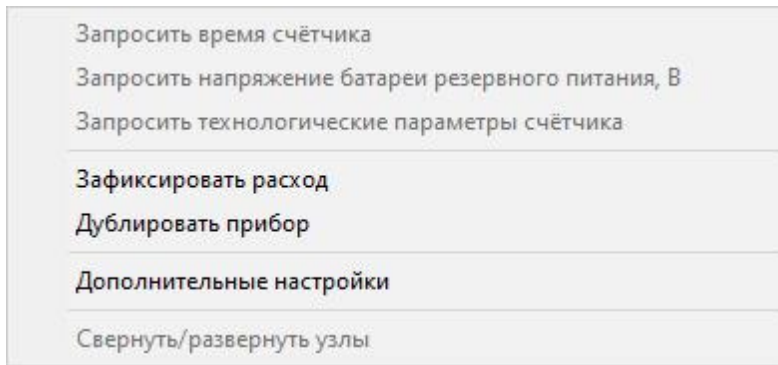 Запросить время счётчика
Запросить напряжение батареи резервного питания, В
Запросить технологические параметры счётчика
Зафиксировать расход
Дублировать прибор
Дополнительные настройки
Свернуть/развернуть узлы